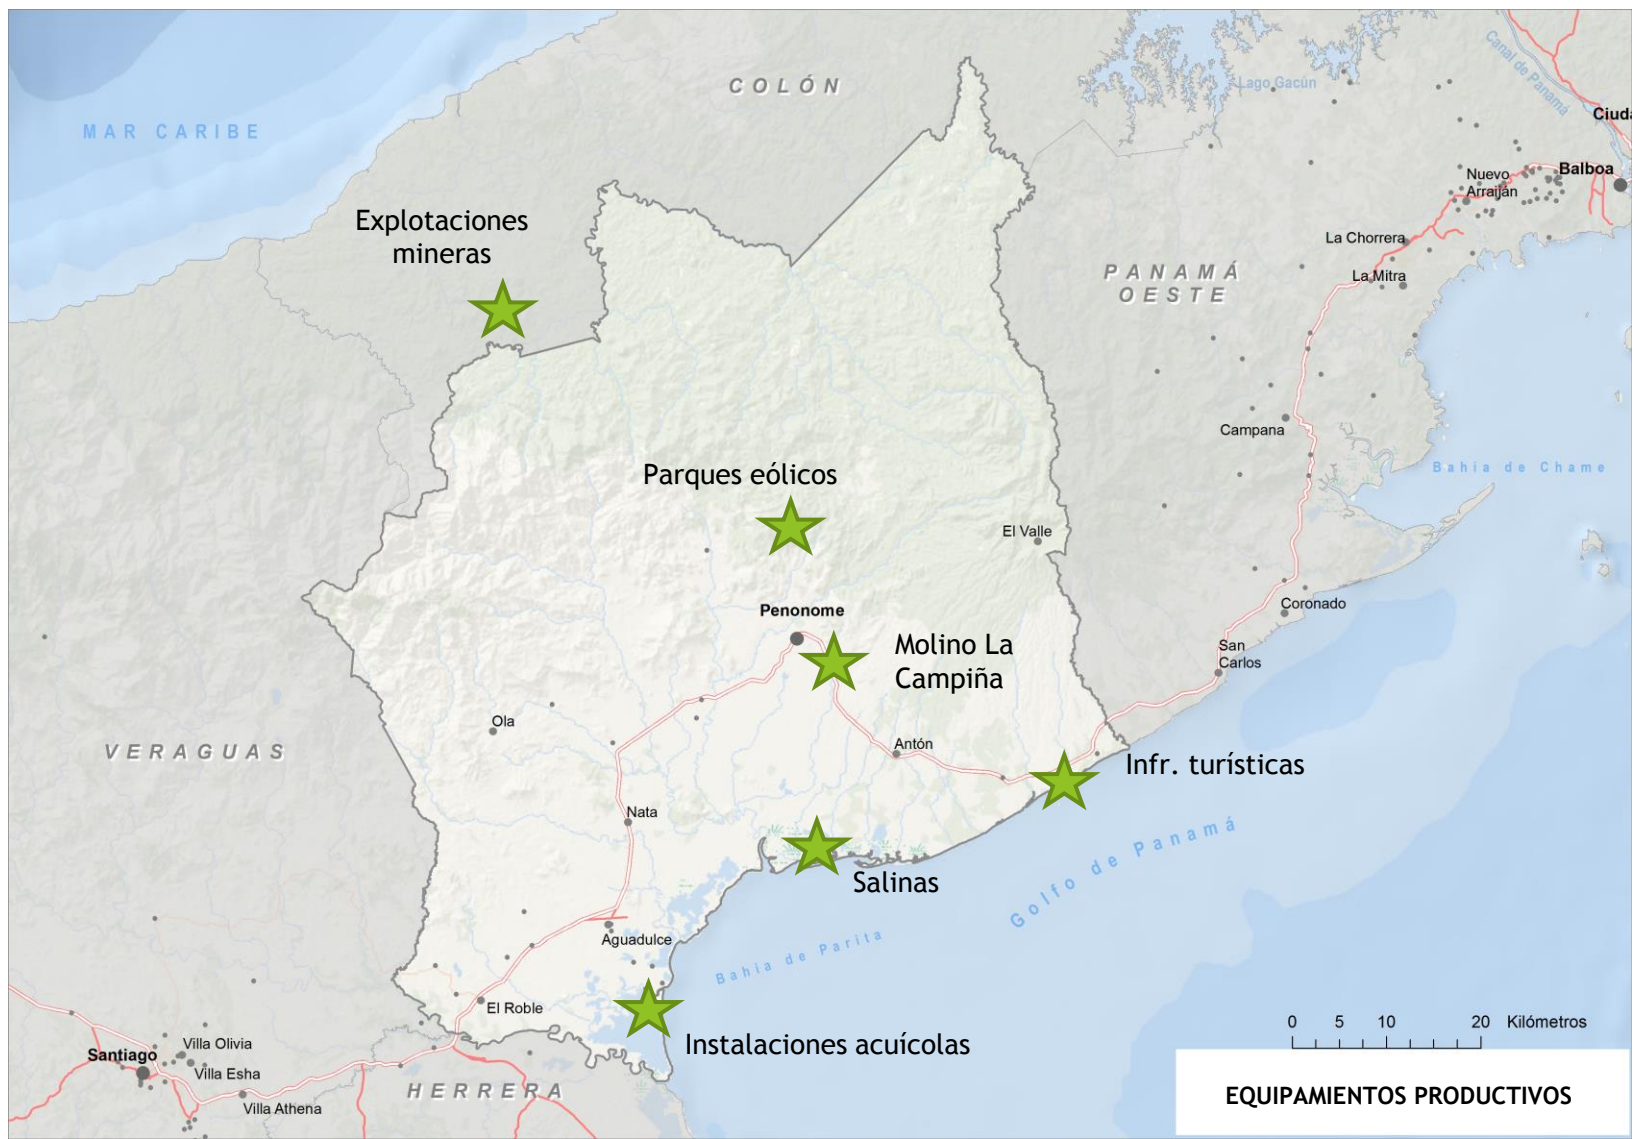 COLÓN
Lago Gacún
Canal de Panamá
Ciuda
MAR CARIBE
Nuevo
Arraiján
Balboa
Explotaciones
mineras
La Chorrera
PANAMÁ
OESTE
La Mitra
Campana
Bahia de Chame
Parques eólicos
El Valle
Penonome
Coronado
Molino La
Campiña
San
Carlos
Ola
VERAGUAS
Antón
Infr. turísticas
Nata
Golfo de Panamá
Salinas
Aguadulce
Bahia de Parita
El Roble
Instalaciones acuícolas
0 5 10 20 Kilómetros
Villa Olivia
Santiago
Villa Esha
HERRERA
Villa Athena
EQUIPAMIENTOS PRODUCTIVOS